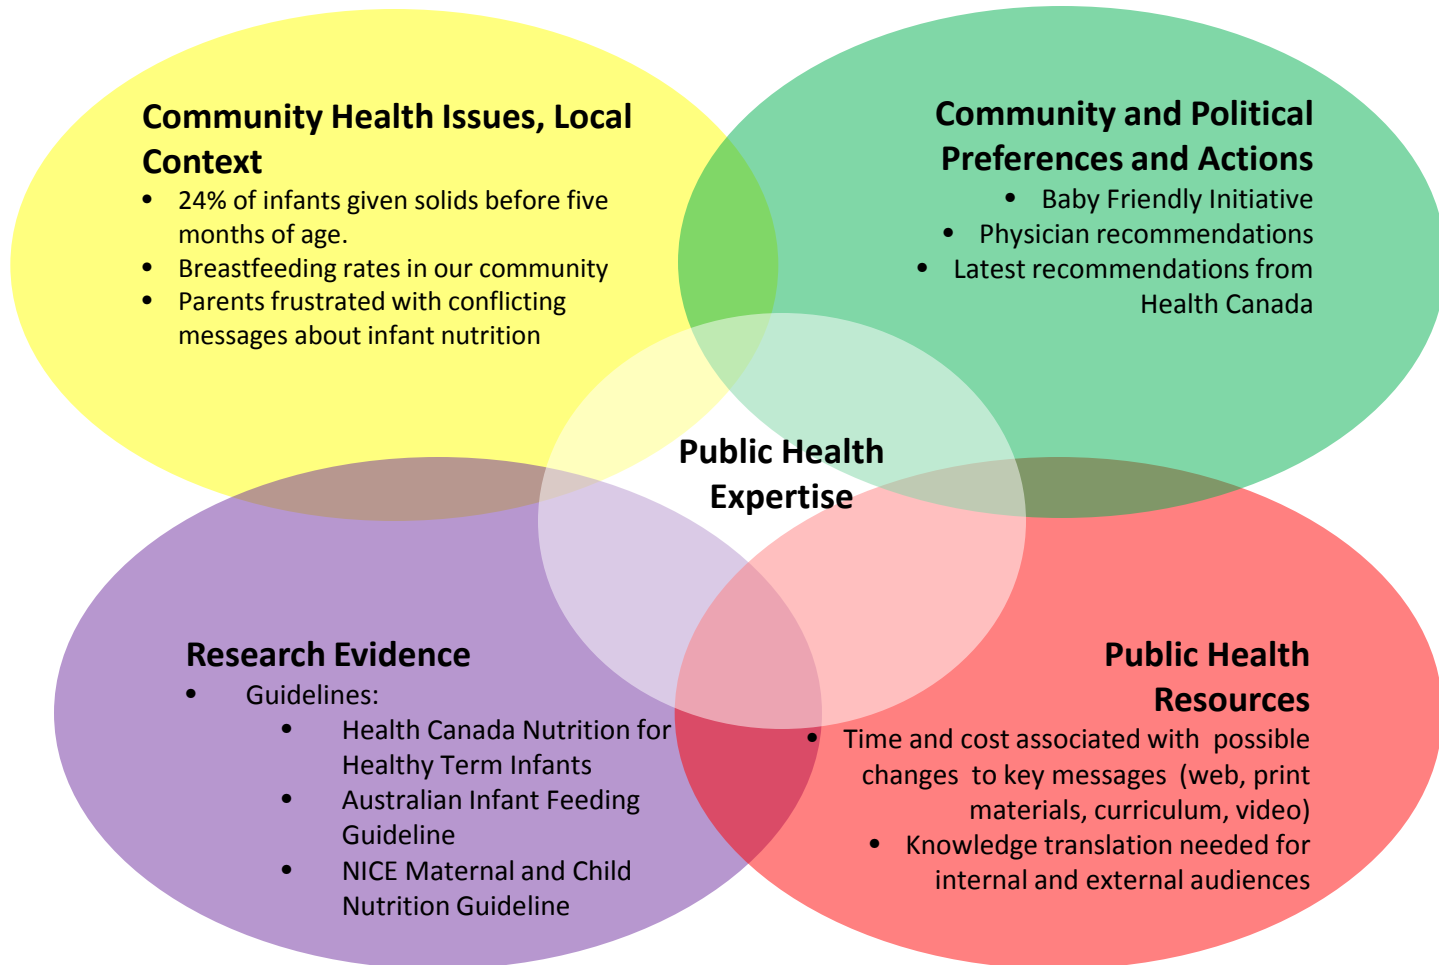 Community Health Issues, Local
Context
• 24% of infants given solids before five
months of age.
• Breastfeeding rates in our community
• Parents frustrated with conflicting
messages about infant nutrition
Community and Political
Preferences and Actions
• Baby Friendly Initiative
• Physician recommendations
• Latest recommendations from
Health Canada
Public Health
Expertise
Research Evidence
• Guidelines:
• Health Canada Nutrition for
Healthy Term Infants
• Australian Infant Feeding
Guideline
• NICE Maternal and Child
Nutrition Guideline
Public Health
Resources
• Time and cost associated with possible
changes to key messages (web, print
materials, curriculum, video)
• Knowledge translation needed for
internal and external audiences